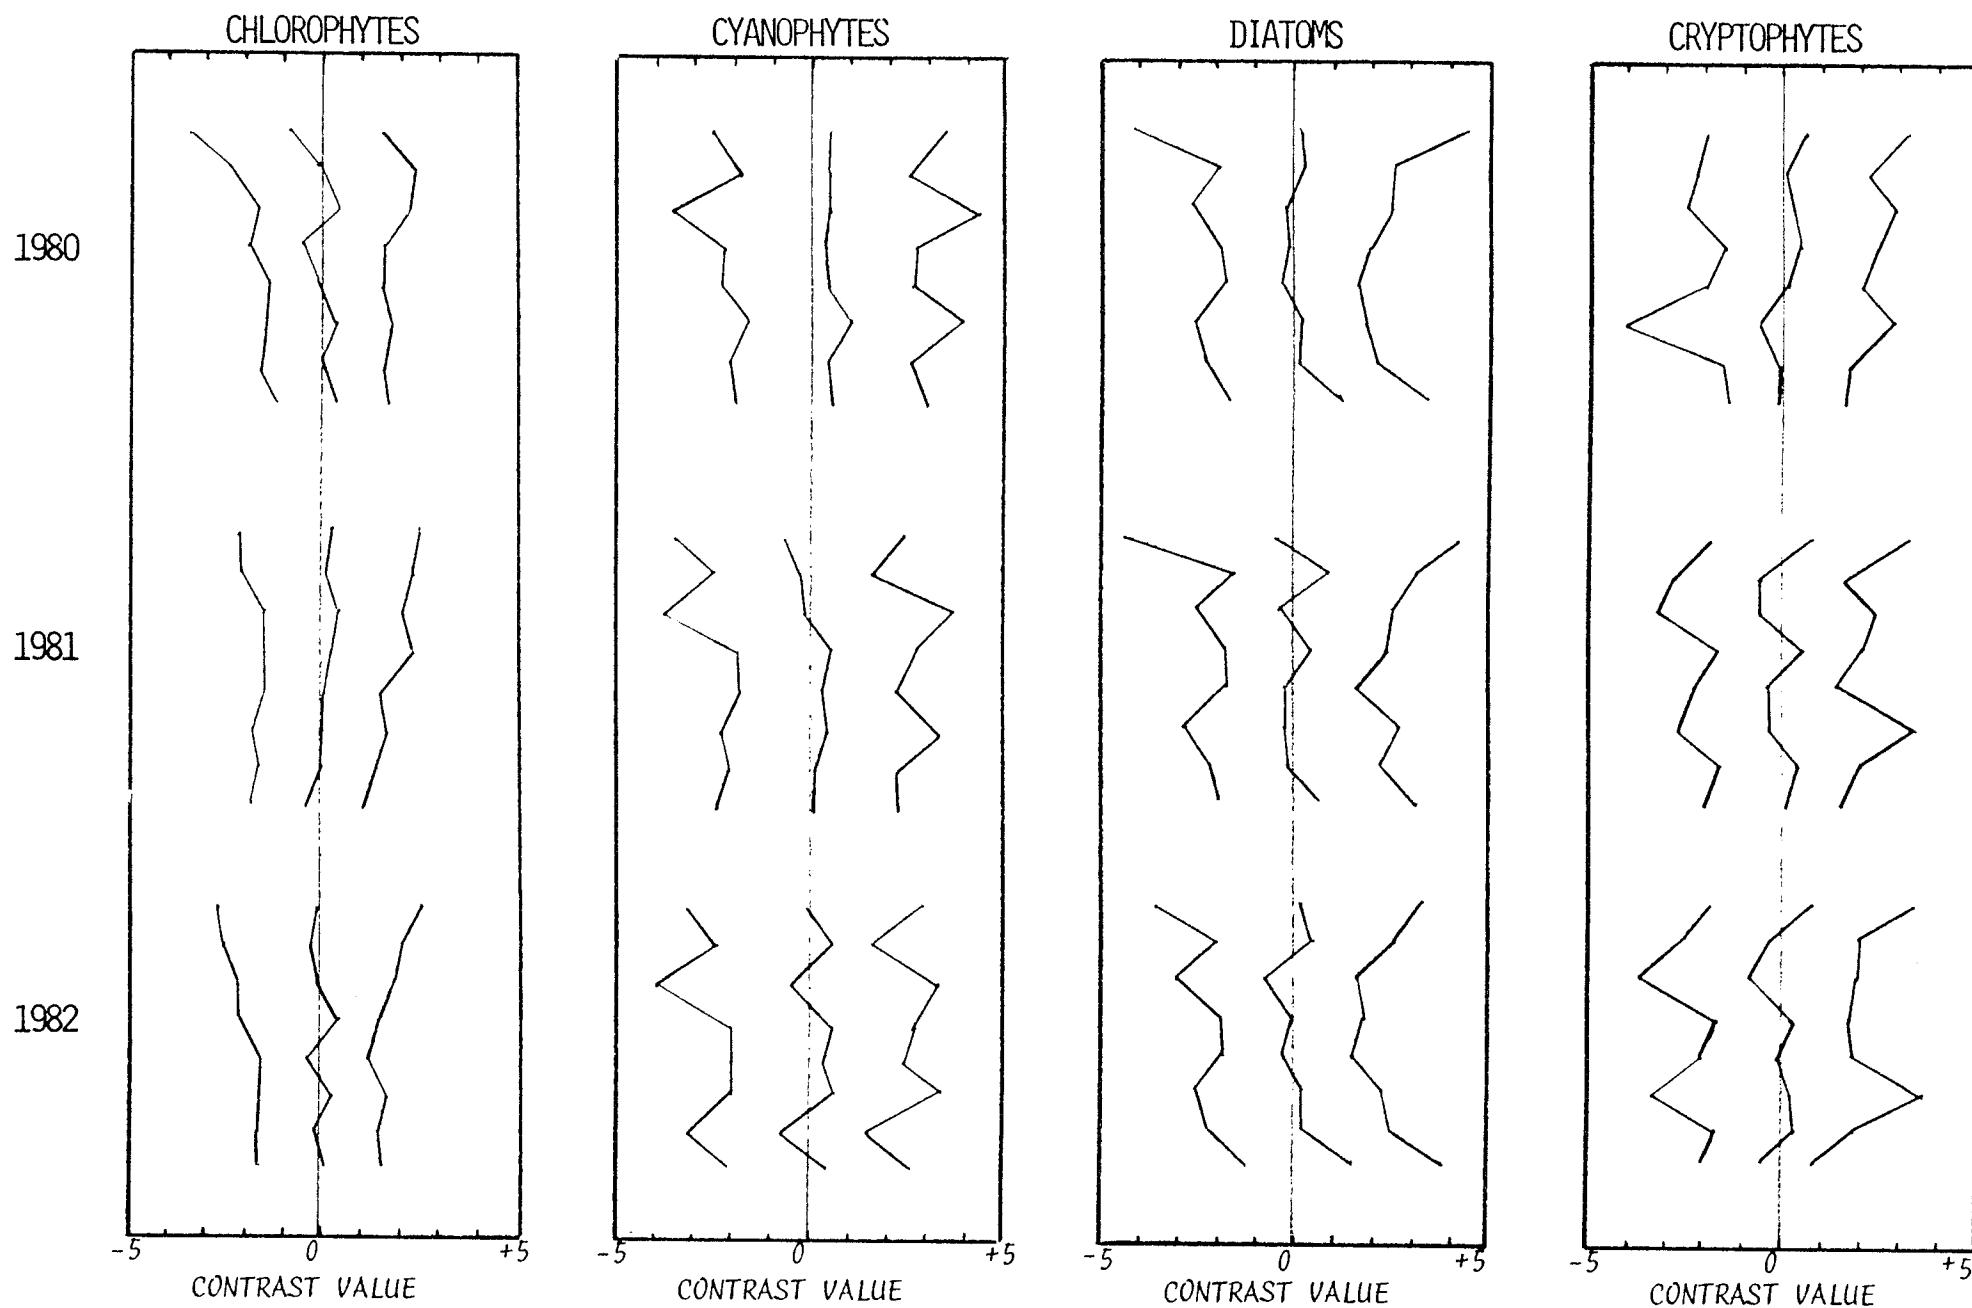 CHLOROPHYTES CYANOPHYTES DIATOMS CRYPTOPHYTES
1980
1981
1982
-5 0 +5 -5 0 +5 -5 0 +5 -5 0 +5
CONTRAST VALUE CONTRAST VALUE CONTRAST VALUE CONTRAST VALUE